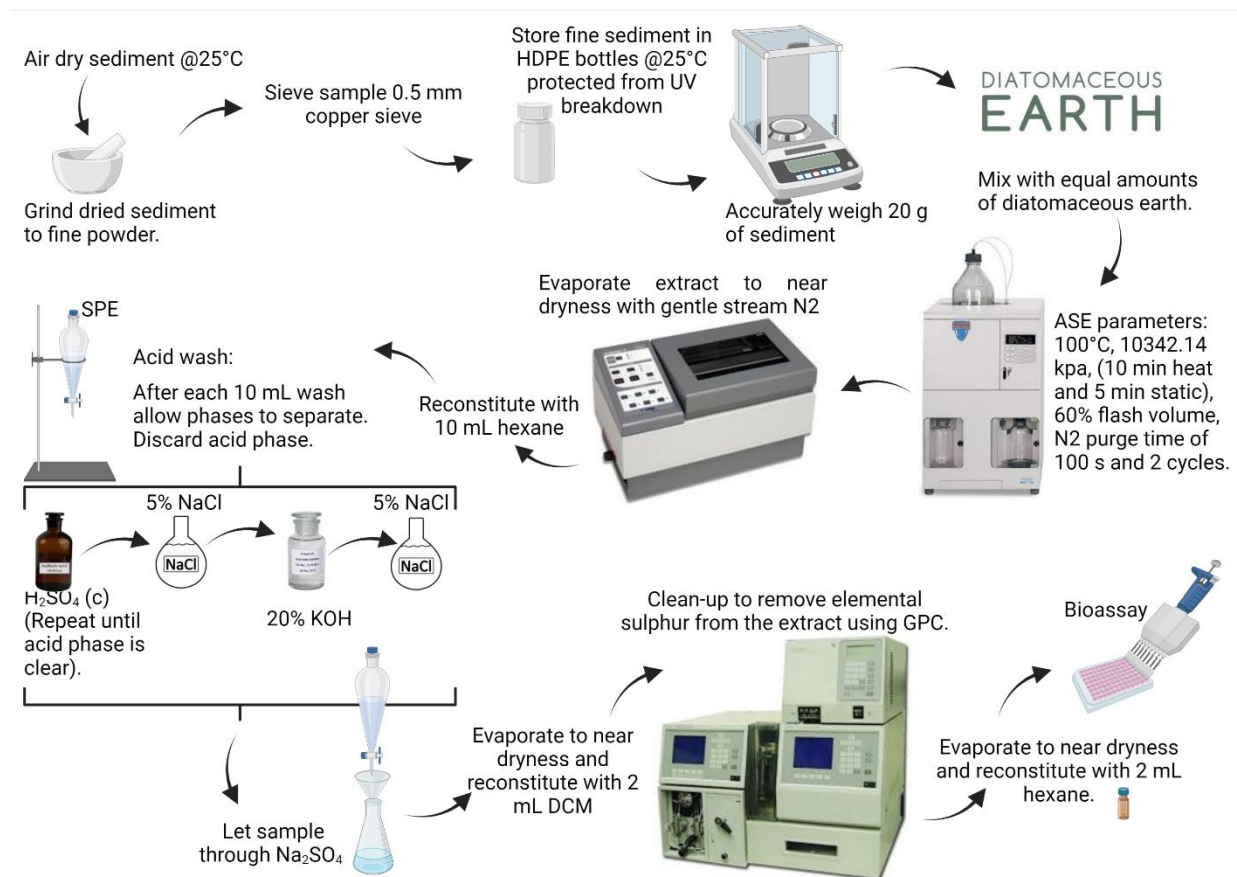 Air dry sediment @25°C
Grind dried sediment
to fine powder.
Sieve sample 0.5 mm
copper sieve
Store fine sediment in
HDPE bottles @25°C
protected from UV
breakdown
Accurately weigh 20 g
of sediment
DIATOMACEOUS
EARTH
Mix with equal amounts
of diatomaceous earth.
ASE parameters:
100°C, 10342.14
kpa, (10 min heat
and 5 min static),
60% flash volume,
N2 purge time of
100 s and 2 cycles.
Evaporate extract to near
dryness with gentle stream N2
Reconstitute with
10 mL hexane
SPE
Acid wash:
After each 10 mL wash
allow phases to separate.
Discard acid phase.
5% NaCl
5% NaCl
NaCl
NaCl
H₂SO₄ (c)
(Repeat until
acid phase is
clear).
20% KOH
Let sample
through Na₂SO₄
Evaporate to near
dryness and
reconstitute with 2
mL DCM
Clean-up to remove elemental
sulphur from the extract using GPC.
Evaporate to near dryness
and reconstitute with 2 mL
hexane.
Bioassay